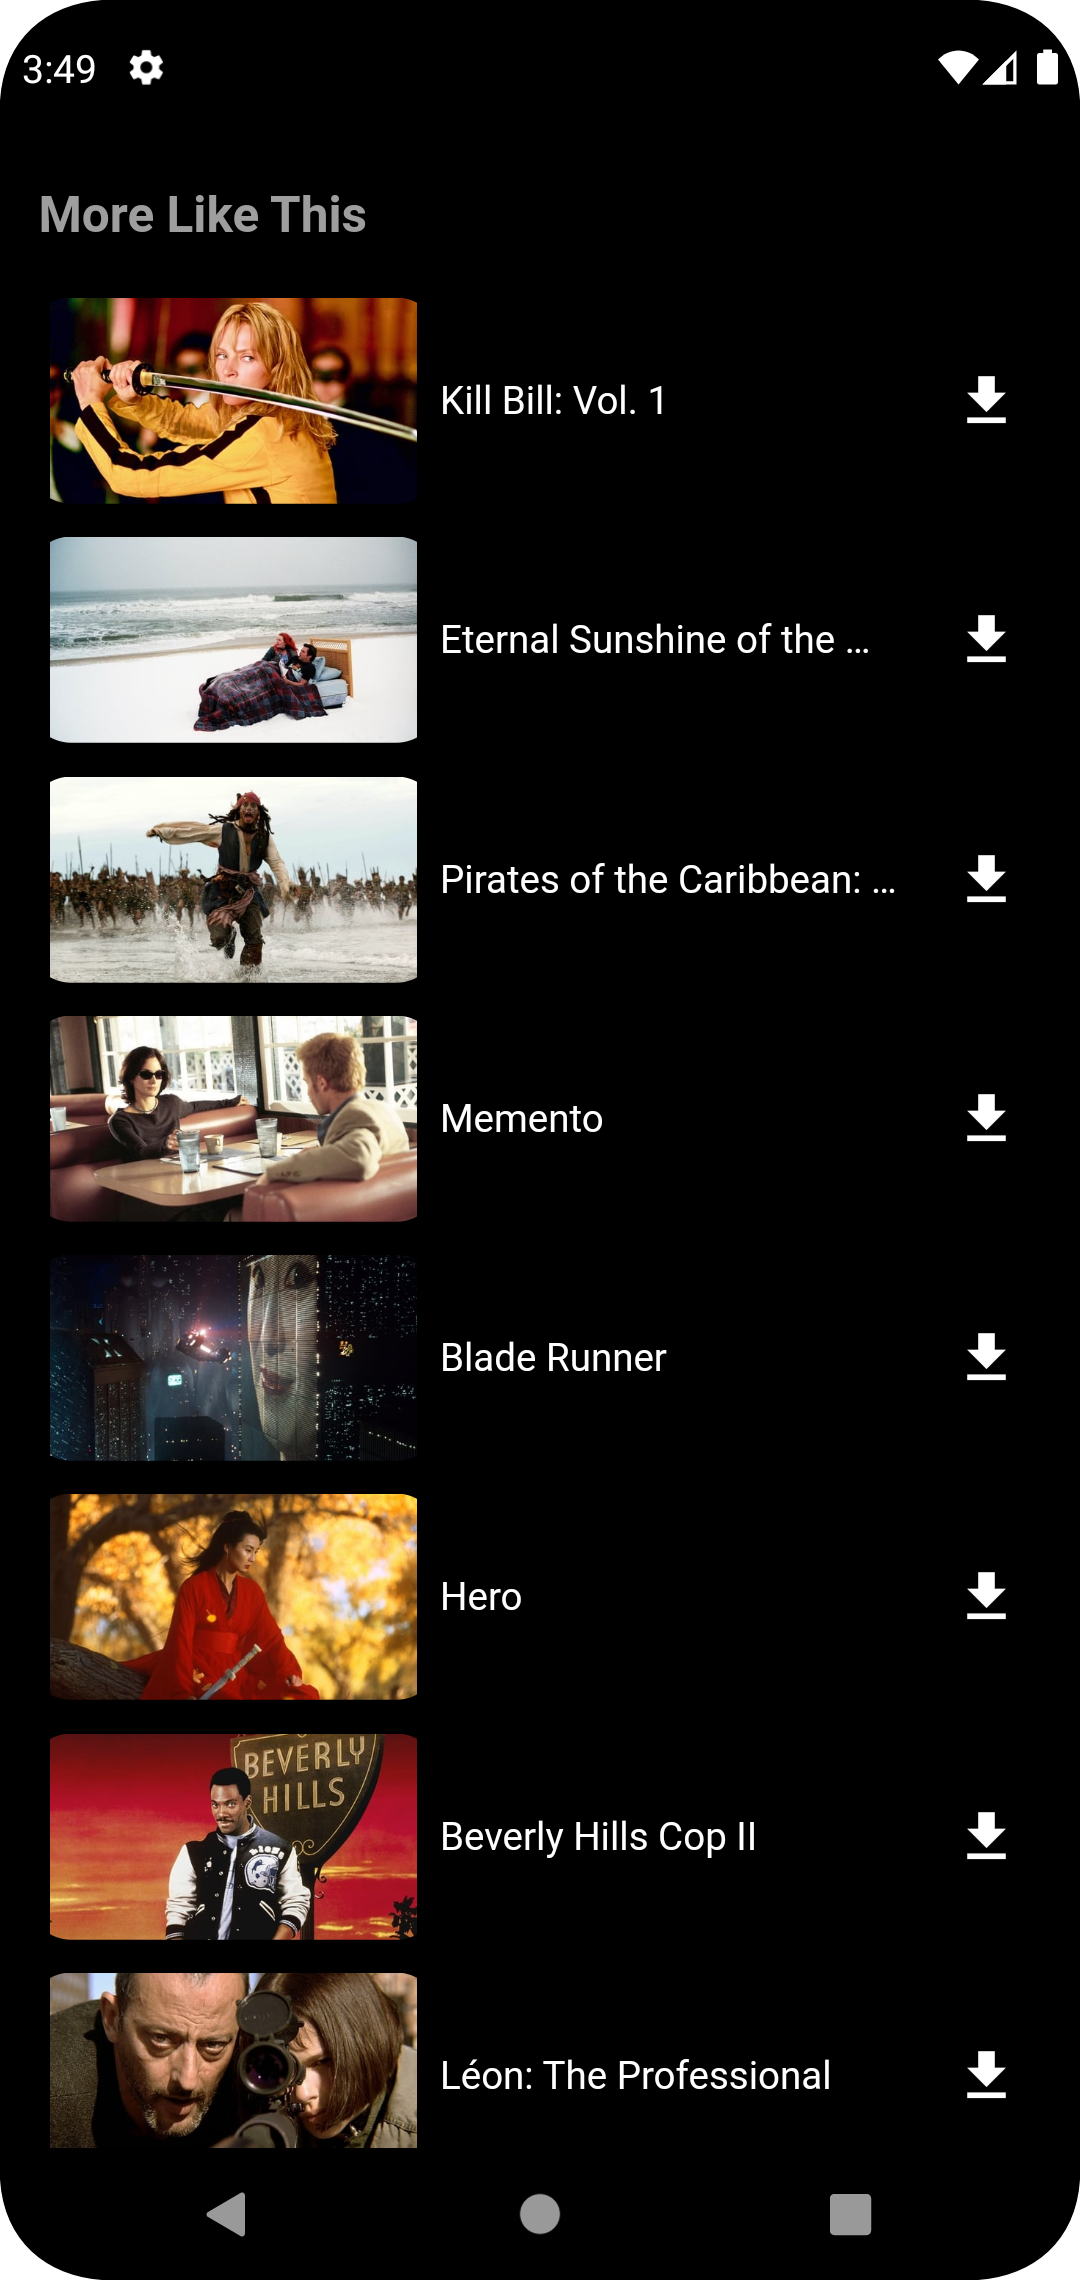 3:49
More Like This
Kill Bill: Vol. 1
Eternal Sunshine of the ...
Pirates of the Caribbean: ...
Memento
Blade Runner
Hero
BEVERLY
HILLS
Beverly Hills Cop II
Léon: The Professional